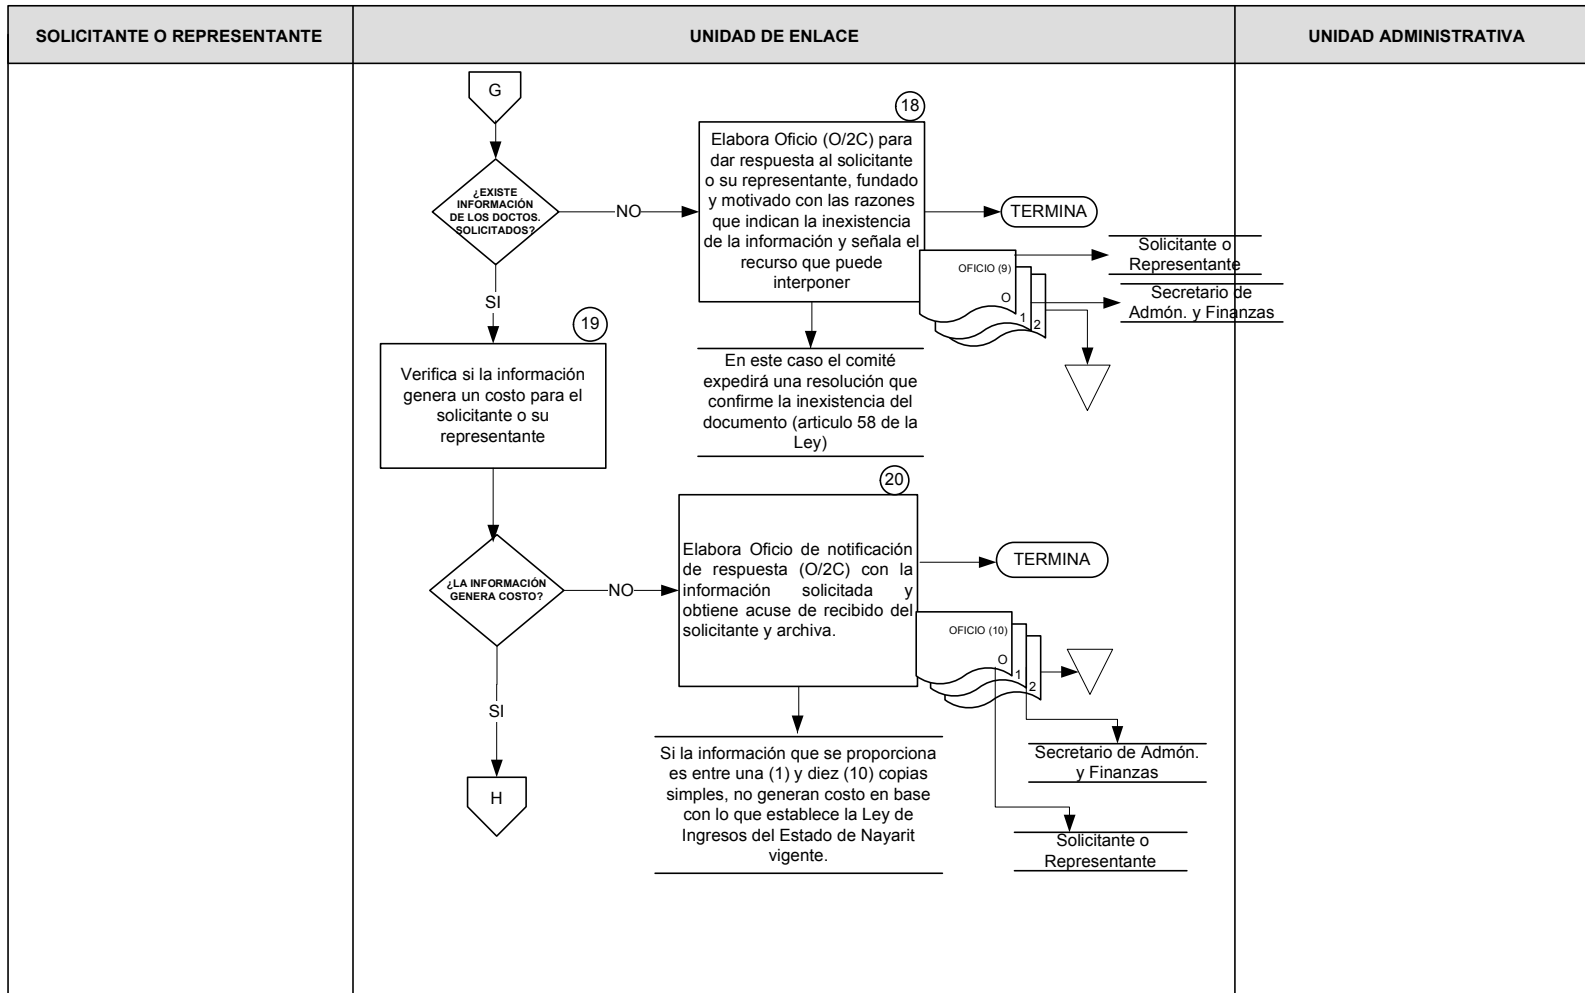 SOLICITANTE O REPRESENTANTE
UNIDAD DE ENLACE
UNIDAD ADMINISTRATIVA
G
¿EXISTE
INFORMACIÓN
DE LOS DOCTOS.
SOLICITADOS?
NO
18
Elabora Oficio (O/2C) para
dar respuesta al solicitante
o su representante, fundado
y motivado con las razones
que indican la inexistencia
de la información y señala el
recurso que puede
interponer
TERMINA
OFICIO (9)
O
1
2
Solicitante o
Representante
Secretario de
Admón. y Finanzas
En este caso el comité
expedirá una resolución que
confirme la inexistencia del
documento (articulo 58 de la
Ley)
SI
19
Verifica si la información
genera un costo para el
solicitante o su
representante
¿LA INFORMACIÓN
GENERA COSTO?
NO
20
Elabora Oficio de notificación
de respuesta (O/2C) con la
información solicitada y
obtiene acuse de recibido del
solicitante y archiva.
TERMINA
OFICIO (10)
O
1
2
Secretario de Admón.
y Finanzas
Solicitante o
Representante
Si la información que se proporciona
es entre una (1) y diez (10) copias
simples, no generan costo en base
con lo que establece la Ley de
Ingresos del Estado de Nayarit
vigente.
SI
H